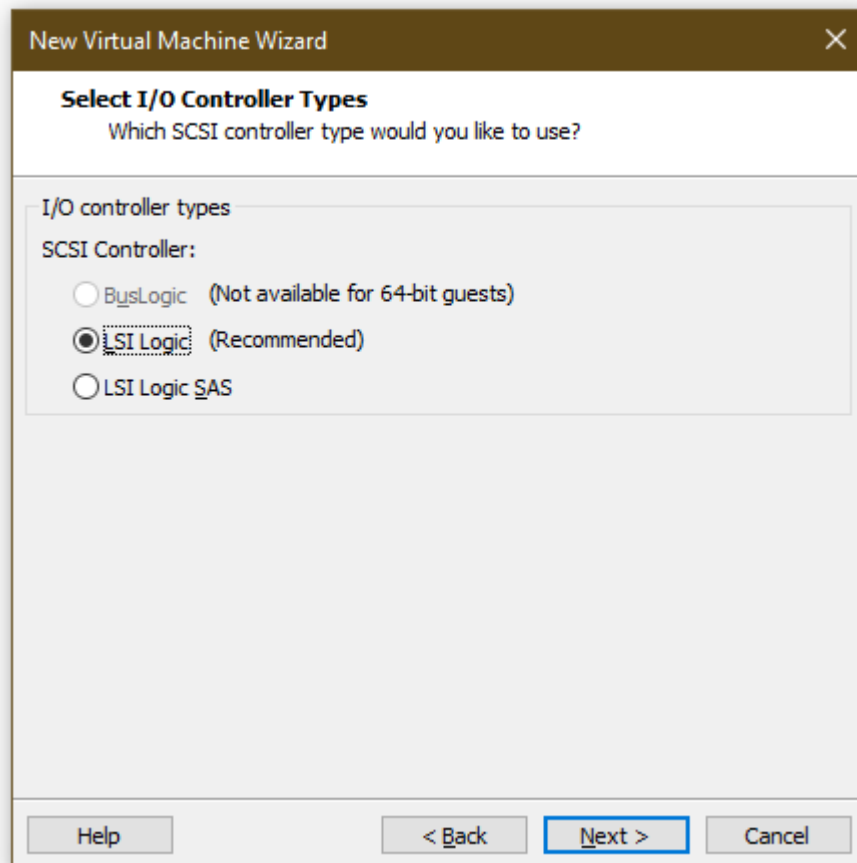 New Virtual Machine Wizard
Select I/O Controller Types
Which SCSI controller type would you like to use?
I/O controller types
SCSI Controller:
BusLogic (Not available for 64-bit guests)
LSI Logic (Recommended)
LSI Logic SAS
Help < Back Next > Cancel